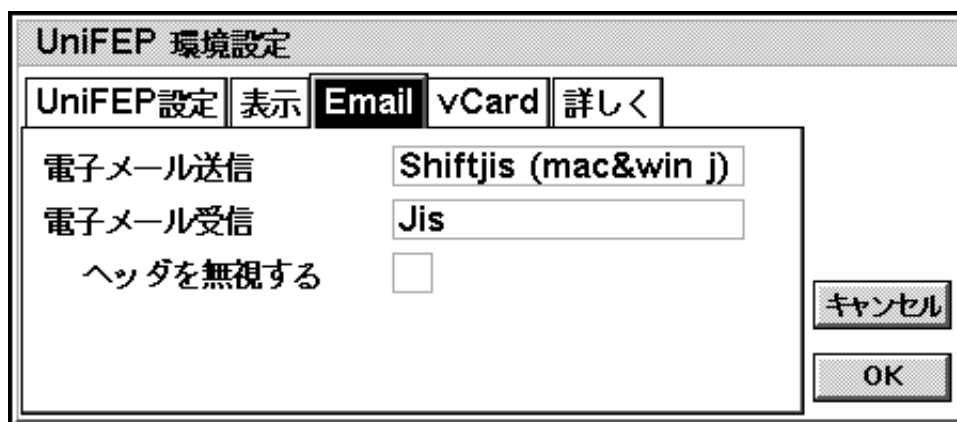 UniFEP 環境設定
UniFEP設定 表示 Email vCard 詳しく
電子メール送信 Shiftjis (mac&win j)
電子メール受信 Jis
ヘッダを無視する
キャンセル
OK